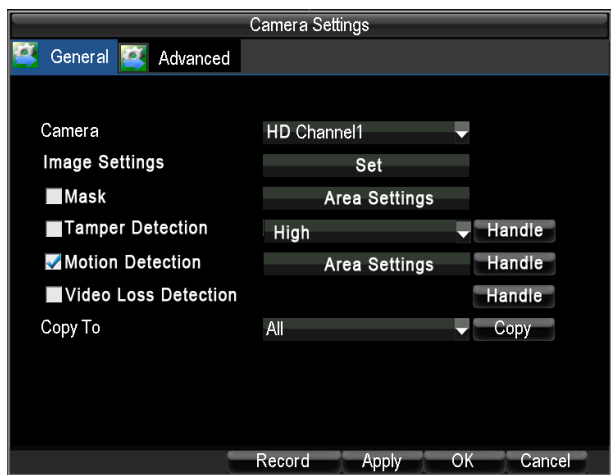 Camera Settings
General Advanced
Camera HD Channel1
Image Settings Set
Mask Area Settings
Tamper Detection High Handle
Motion Detection Area Settings Handle
Video Loss Detection Handle
Copy To All Copy
Record Apply OK Cancel